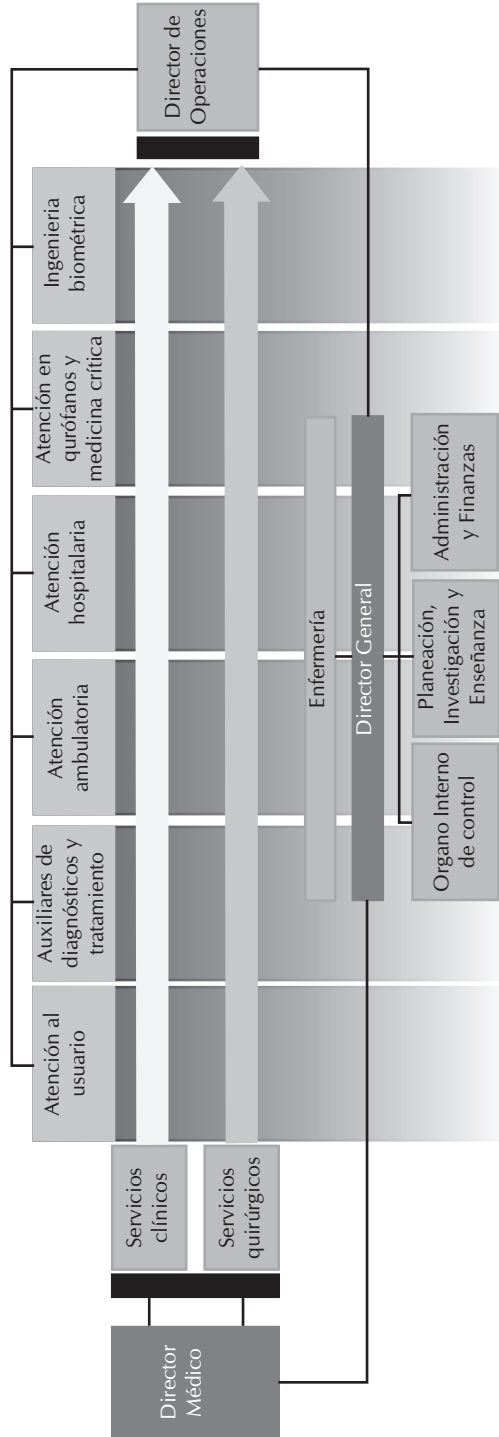 Atención al
usuario
Auxiliares de
diagnósticos y
tratamiento
Atención
ambulatoria
Atención
hospitalaria
Atención en
qurófanos y
medicina crítica
Ingenieria
biométrica
Director
Médico
Servicios
clínicos
Servicios
quirúrgicos
Director de
Operaciones
Enfermería
Director General
Organo Interno
de control
Planeación,
Investigación y
Enseñanza
Administración
y Finanzas